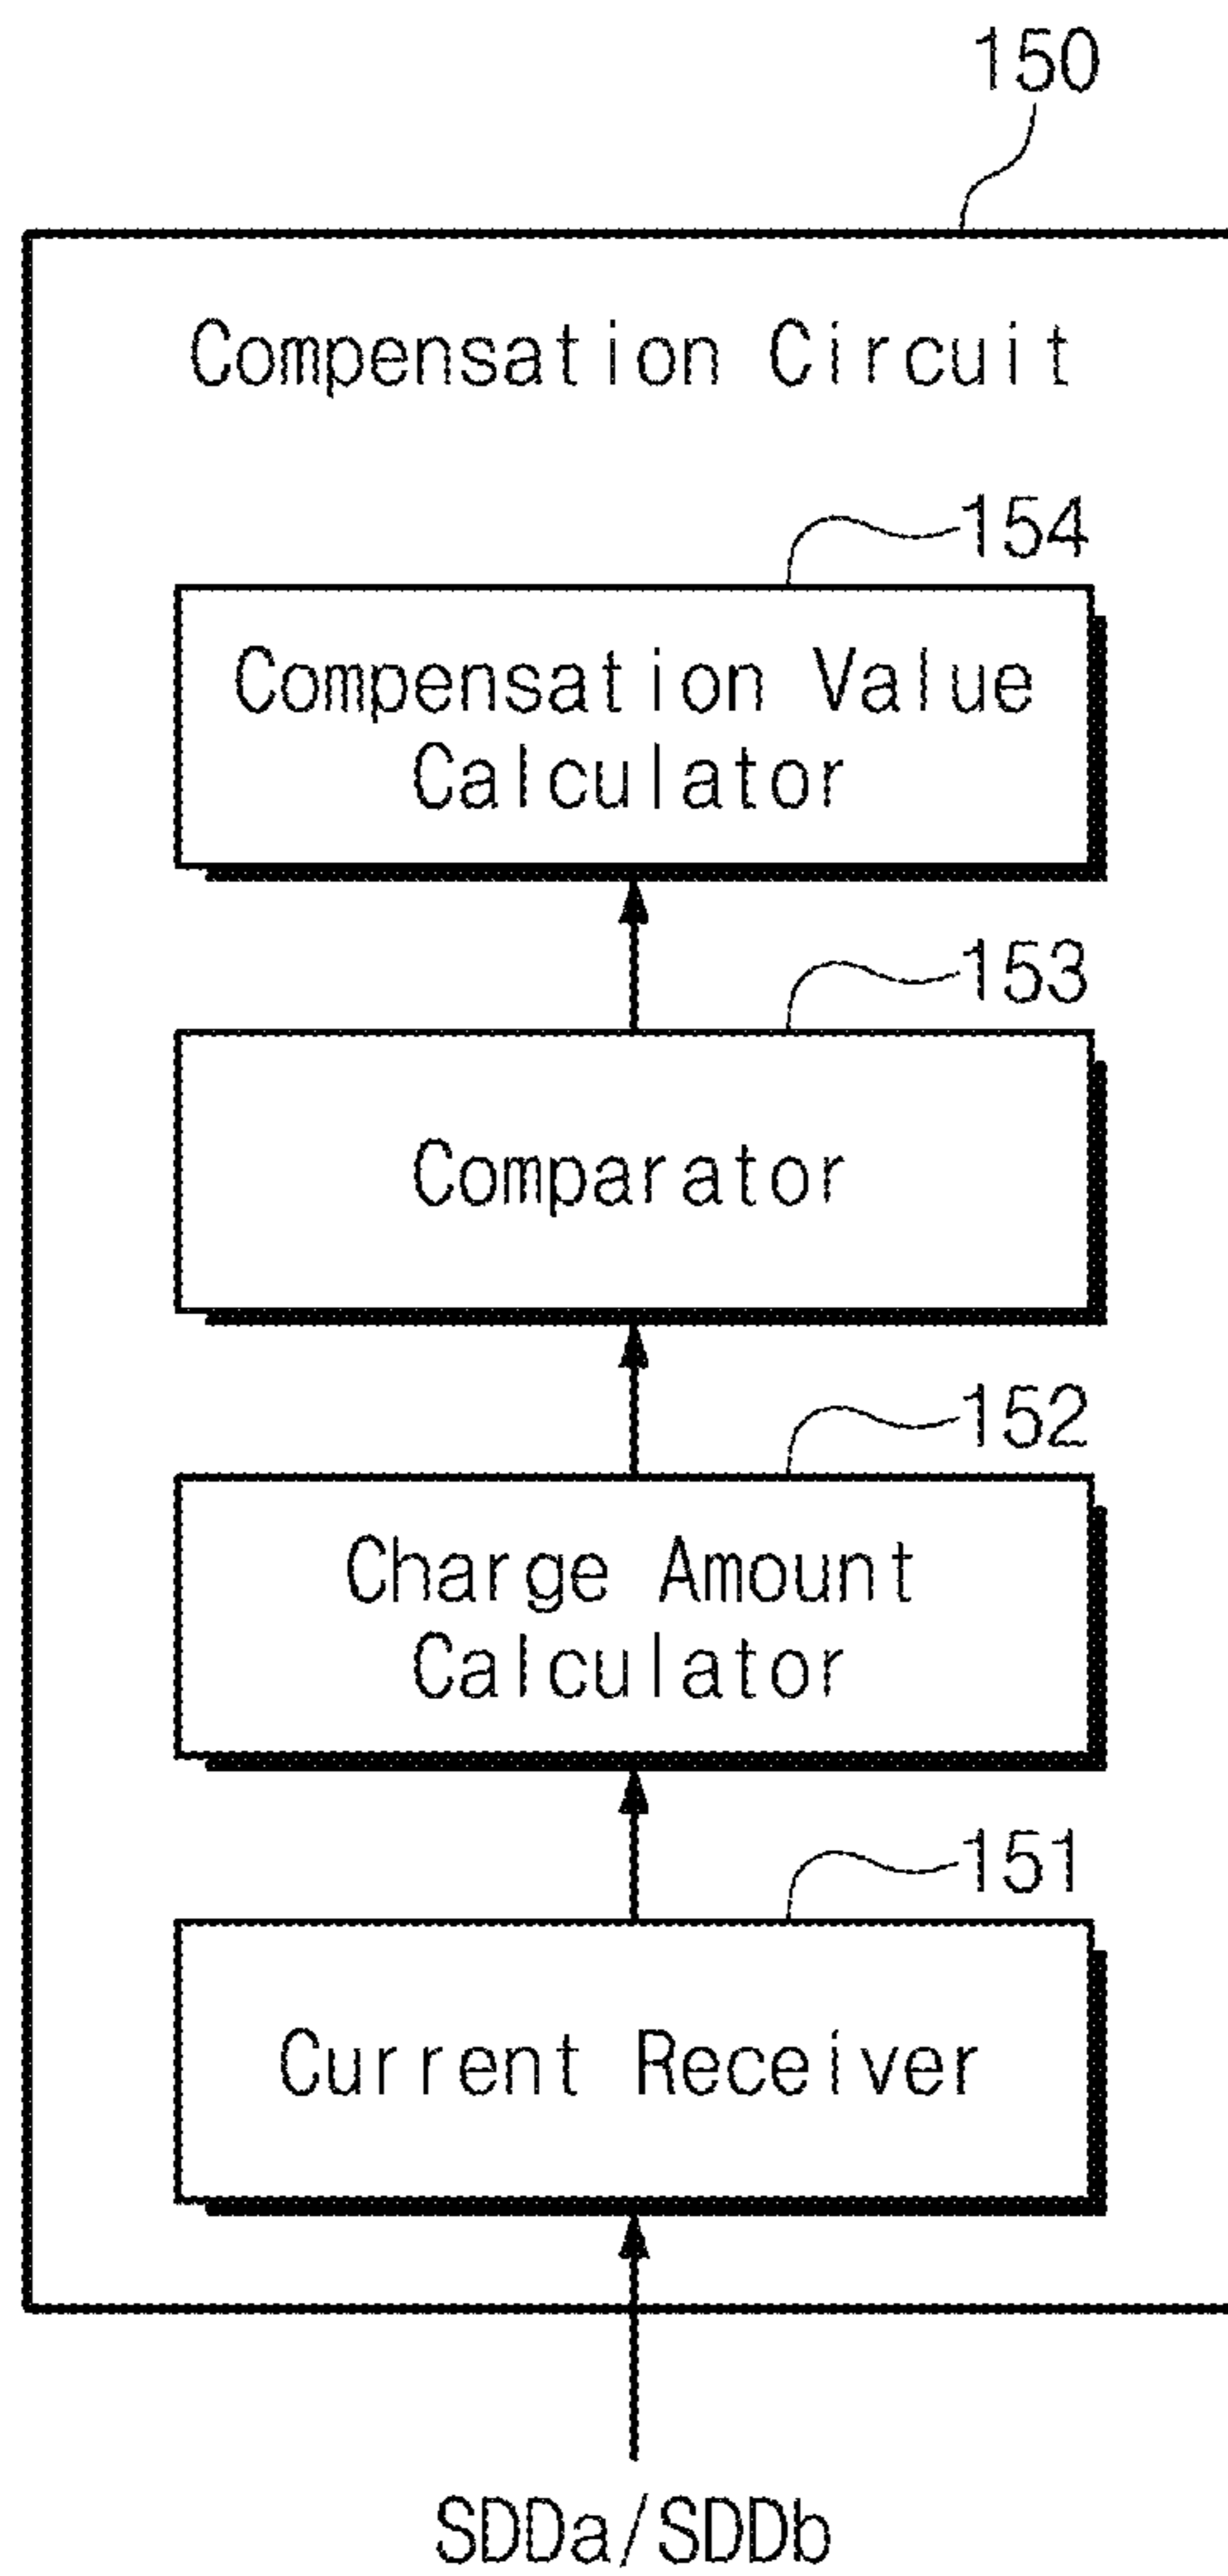 150
Compensation Circuit
154
Compensation Value
Calculator
153
Comparator
152
Charge Amount
Calculator
151
Current Receiver
SDDa/SDDb